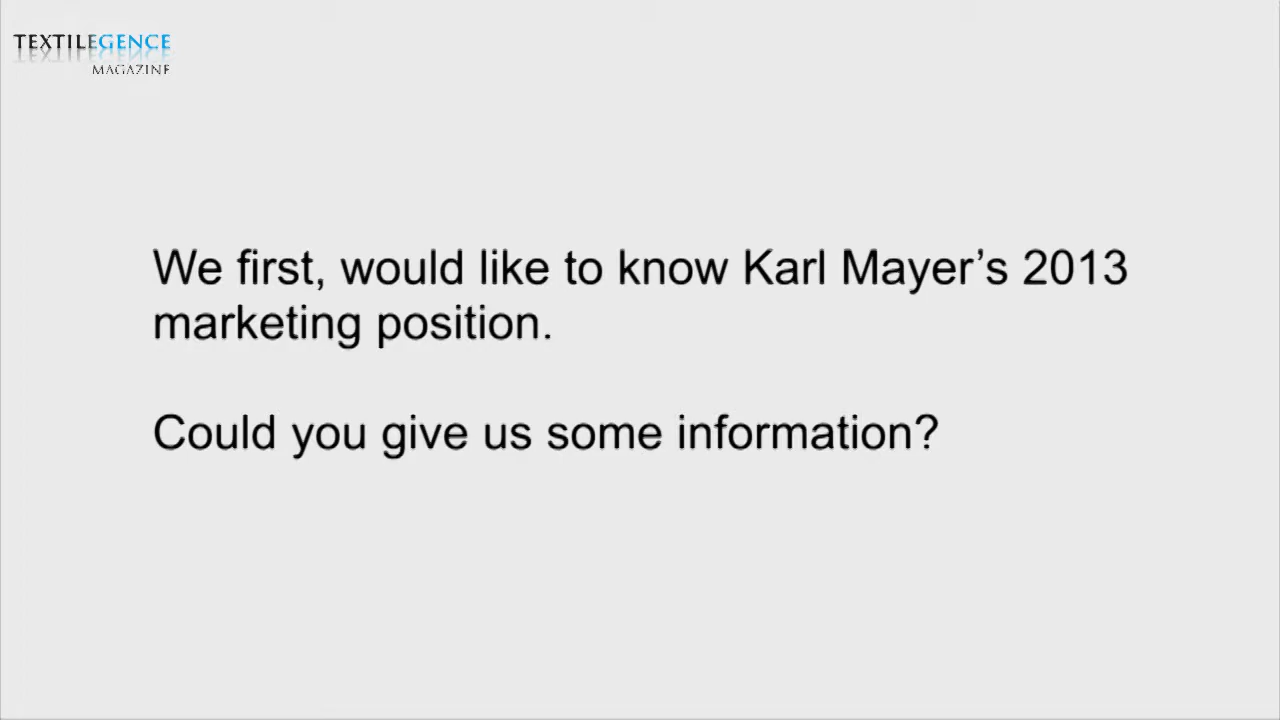 TEXTILEGENCE
MAGAZINE
We first, would like to know Karl Mayer’s 2013
marketing position.
Could you give us some information?